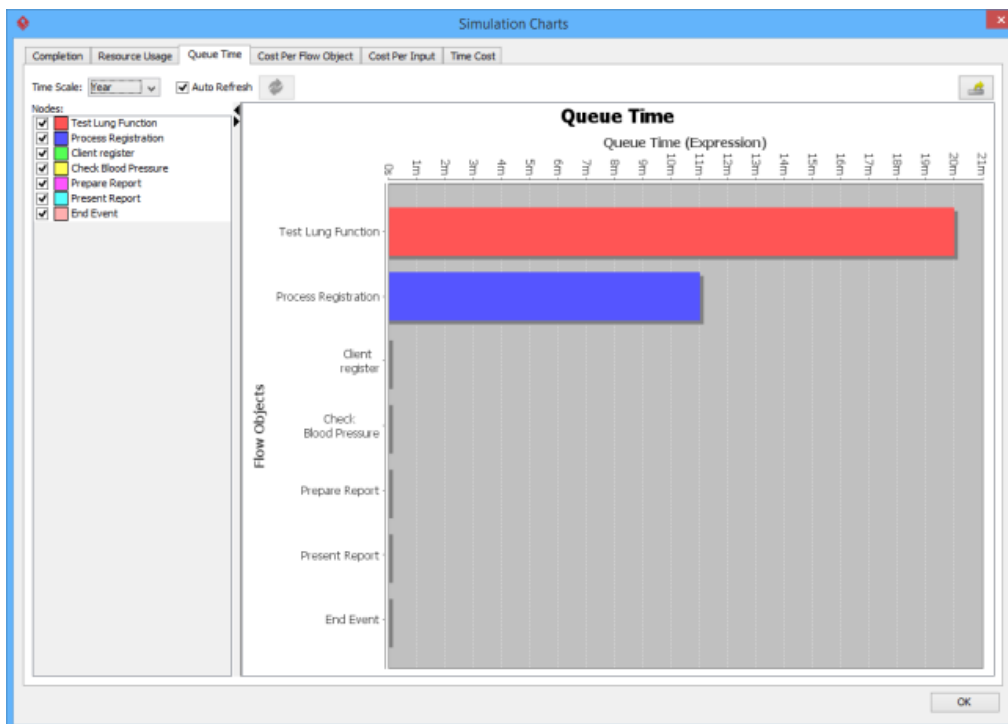 Simulation Charts
Completion Resource Usage Queue Time Cost Per Flow Object Cost Per Input Time Cost
Time Scale: Year Auto Refresh
Nodes:
Test Lung Function
Process Registration
Client register
Check Blood Pressure
Prepare Report
Present Report
End Event
Queue Time
Queue Time (Expression)
0s 1m 2m 3m 4m 5m 6m 7m 8m 9m 10m 11m 12m 13m 14m 15m 16m 17m 18m 19m 20m 21m
Flow Objects
Test Lung Function
Process Registration
Client
register
Check
Blood Pressure
Prepare Report
Present Report
End Event
OK